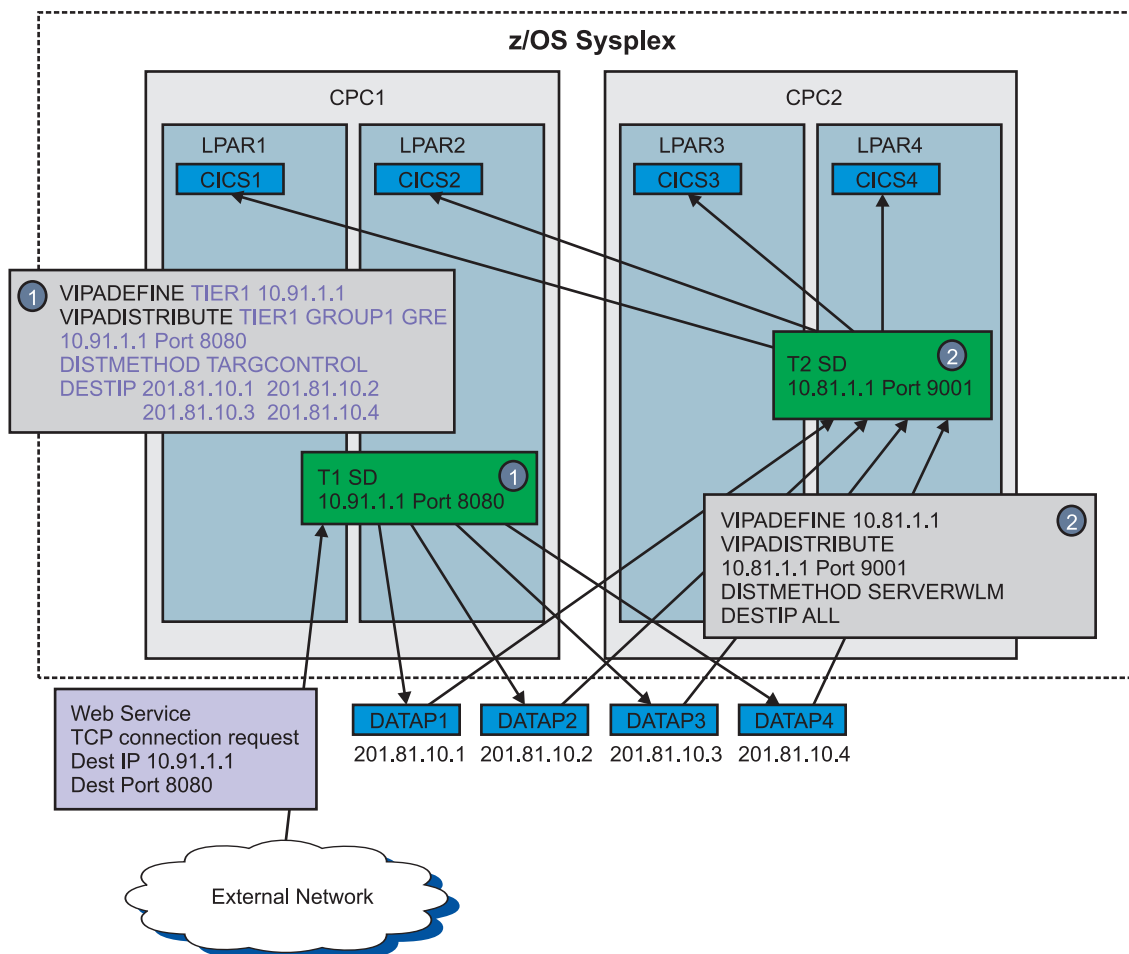 z/OS Sysplex
CPC1
CPC2
LPAR1
LPAR2
LPAR3
LPAR4
CICS1
CICS2
CICS3
CICS4
1
VIPADEFINE TIER1 10.91.1.1
VIPADISTRIBUTE TIER1 GROUP1 GRE
10.91.1.1 Port 8080
DISTMETHOD TARGCONTROL
DESTIP 201.81.10.1 201.81.10.2
201.81.10.3 201.81.10.4
T2 SD
10.81.1.1 Port 9001
2
T1 SD
10.91.1.1 Port 8080
1
VIPADEFINE 10.81.1.1
VIPADISTRIBUTE
10.81.1.1 Port 9001
DISTMETHOD SERVERWLM
DESTIP ALL
2
Web Service
TCP connection request
Dest IP 10.91.1.1
Dest Port 8080
DATAP1
DATAP2
DATAP3
DATAP4
201.81.10.1
201.81.10.2
201.81.10.3
201.81.10.4
External Network